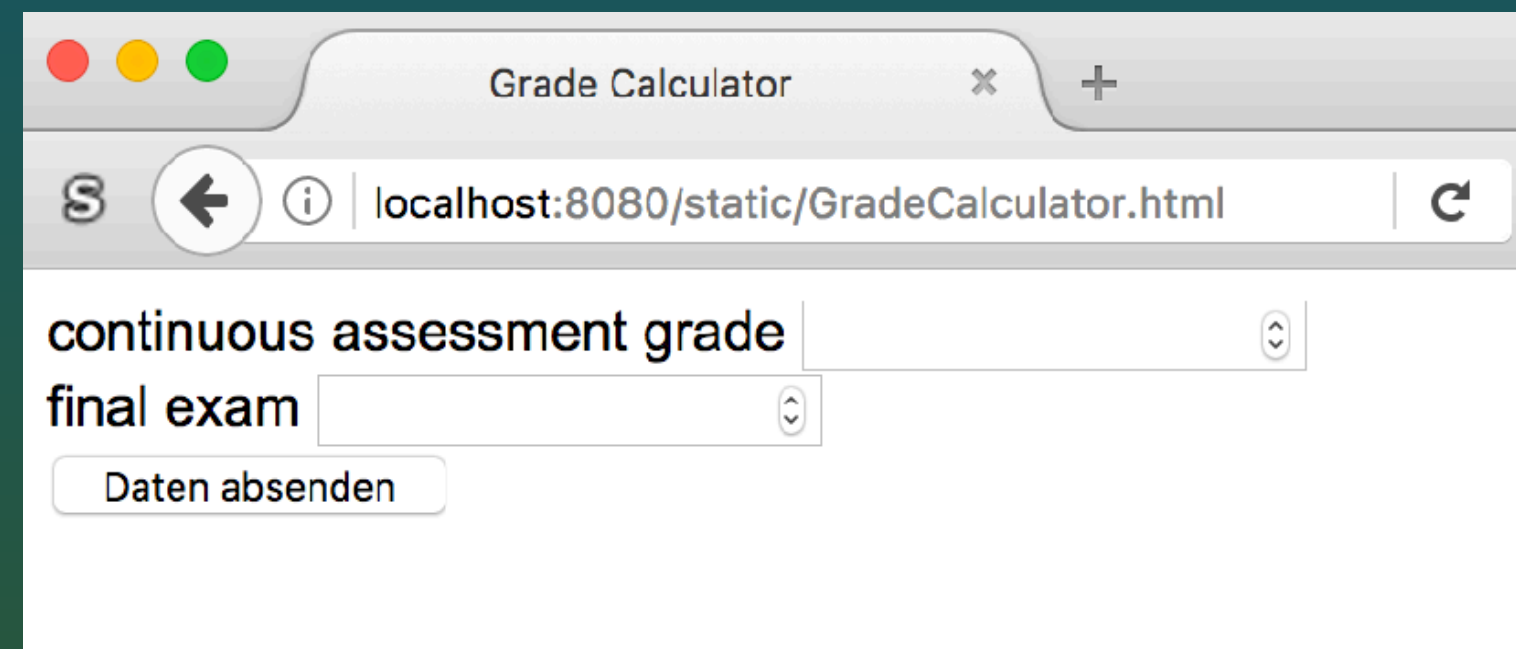 Grade Calculator
S localhost:8080/static/GradeCalculator.html
continuous assessment grade
final exam
Daten absenden